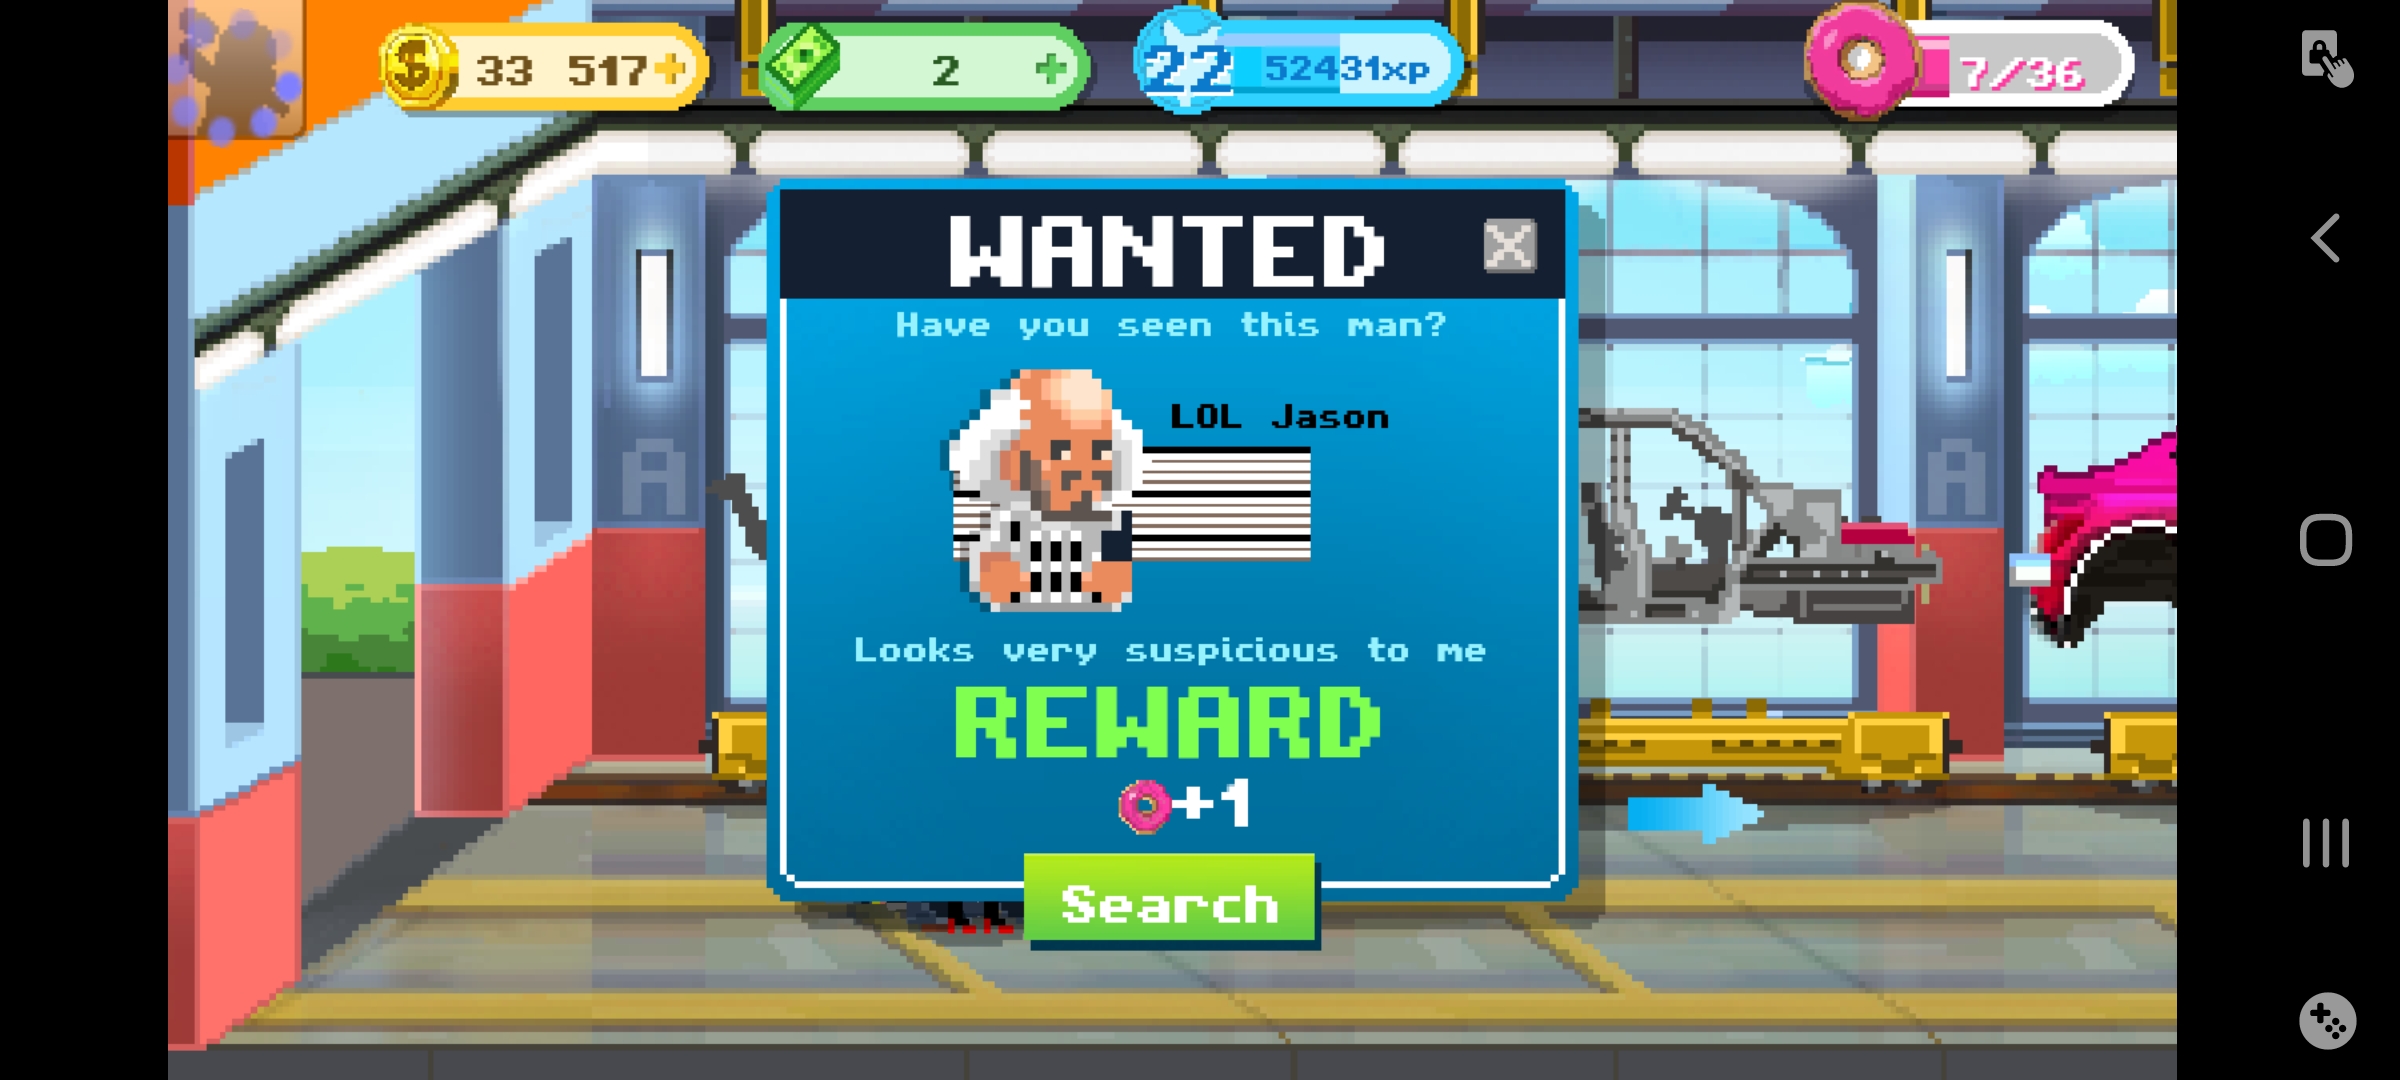 33 517
2
22 52431xp
7/36
WANTED
Have you seen this man?
LOL Jason
Looks very suspicious to me
REWARD
+1
Search
A
A